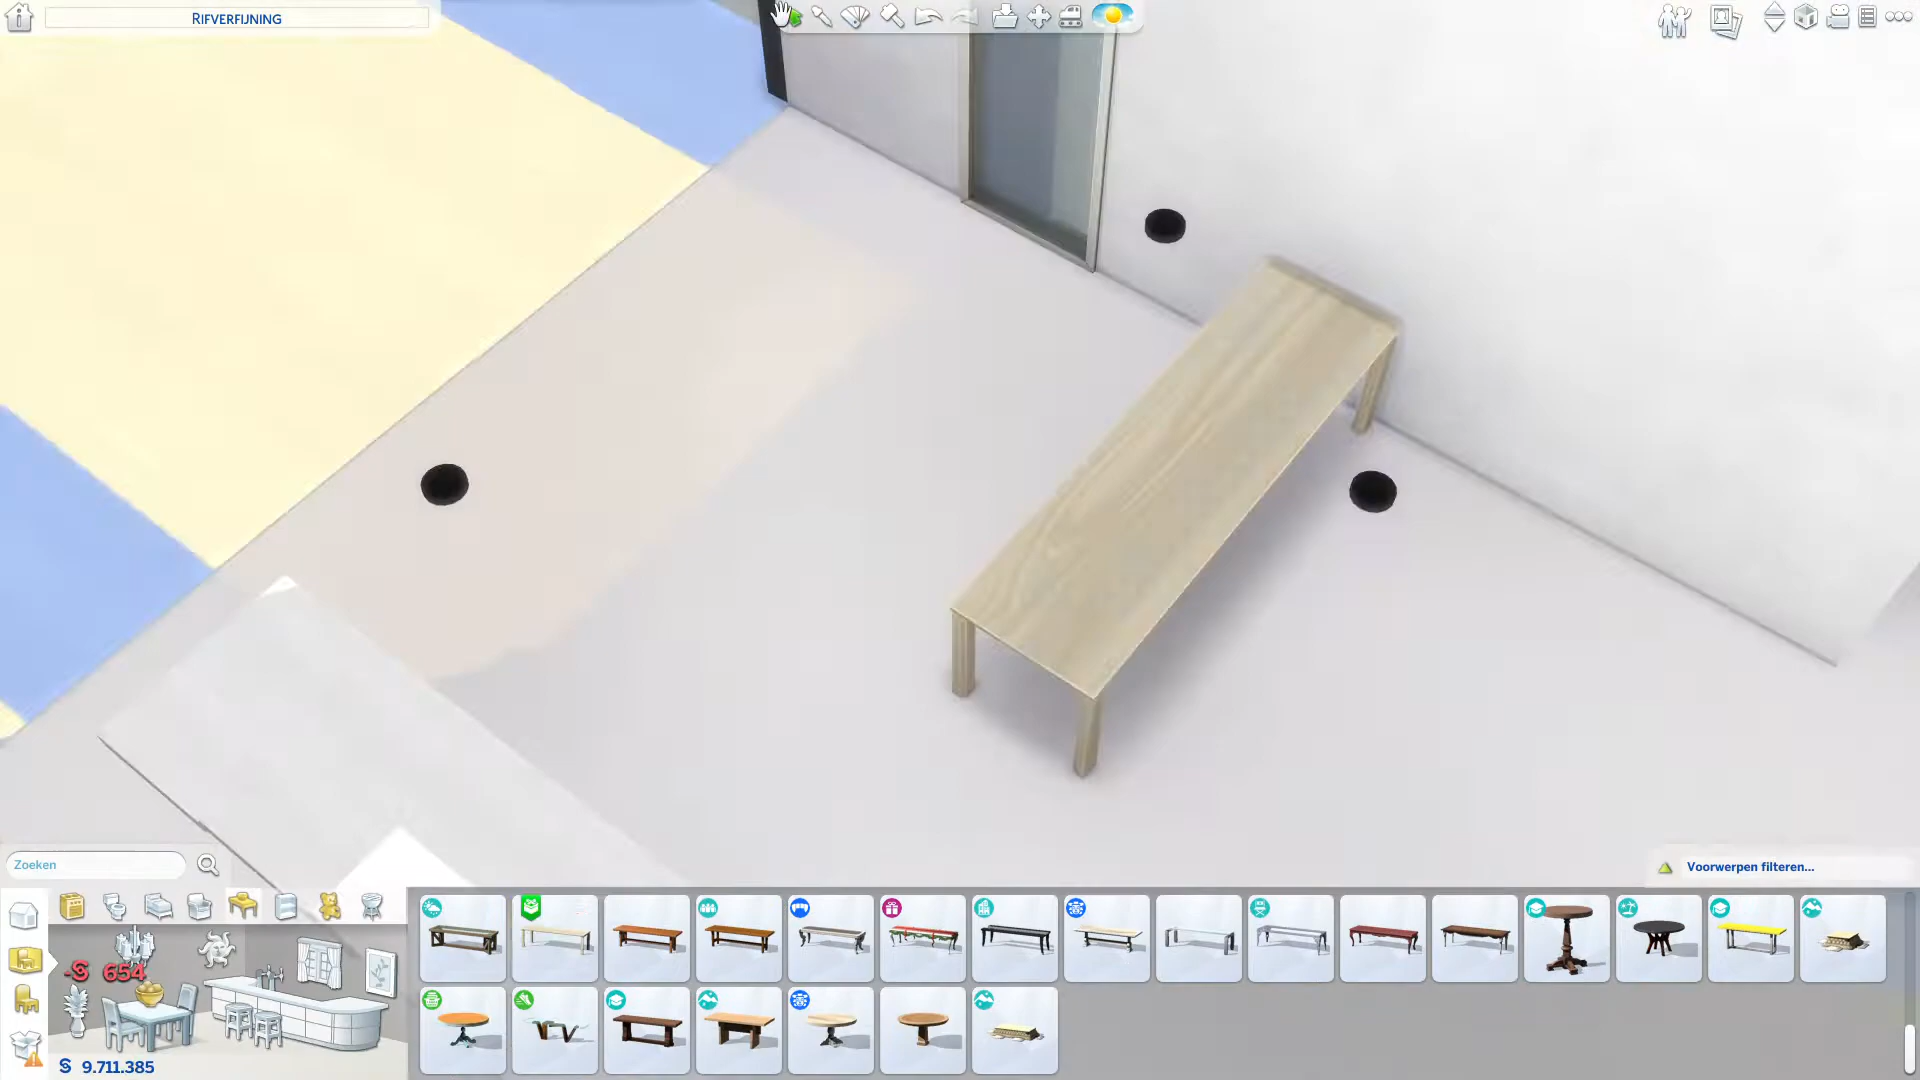 RIFVERFIJNING
Zoeken
Voorwerpen filteren...
-§ 654
§ 9.711.385